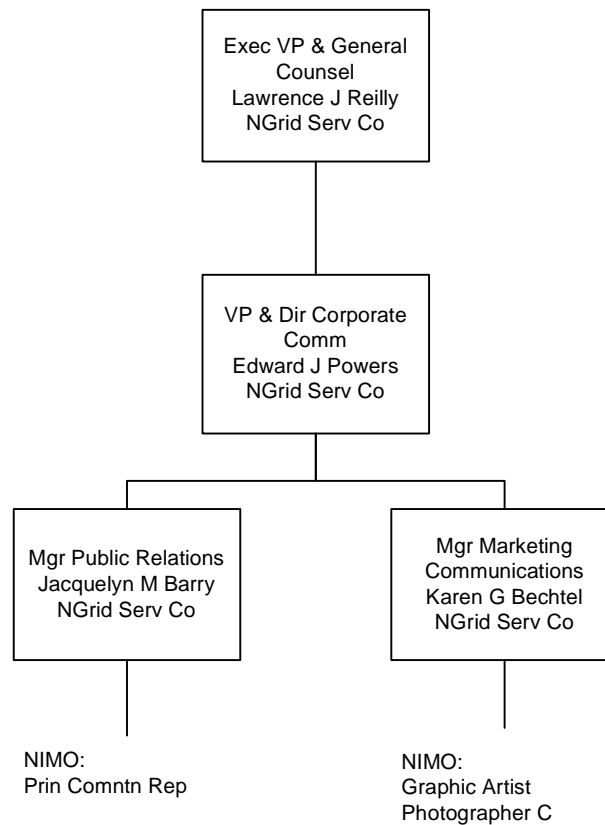 Exec VP & General
Counsel
Lawrence J Reilly
NGrid Serv Co
VP & Dir Corporate
Comm
Edward J Powers
NGrid Serv Co
Mgr Public Relations
Jacquelyn M Barry
NGrid Serv Co
Mgr Marketing
Communications
Karen G Bechtel
NGrid Serv Co
NIMO:
Prin Comntn Rep
NIMO:
Graphic Artist
Photographer C